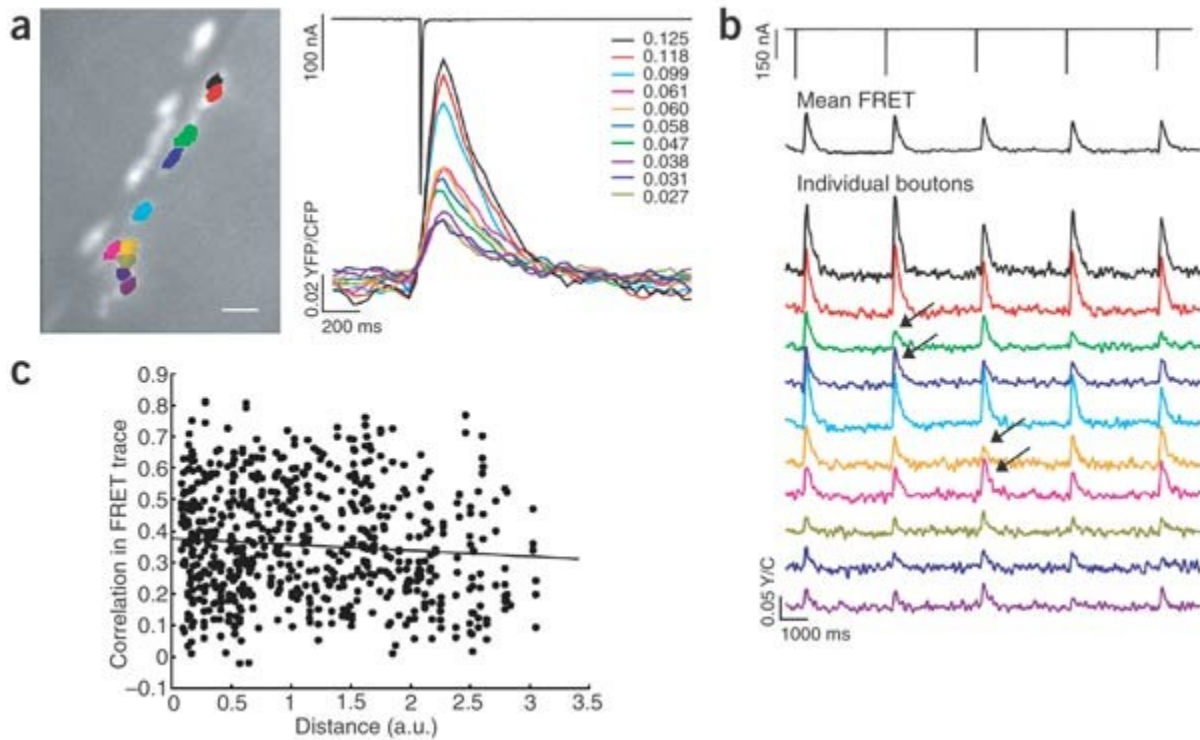 a
100 nA
0.125
0.118
0.099
0.061
0.060
0.058
0.047
0.038
0.031
0.027
0.02 YFP/CFP
200 ms
b
150 nA
Mean FRET
Individual boutons
0.05 Y/C
1000 ms
c
Correlation in FRET trace
0.9
0.8
0.7
0.6
0.5
0.4
0.3
0.2
0.1
0
–0.1
0 0.5 1 1.5 2 2.5 3 3.5
Distance (a.u.)